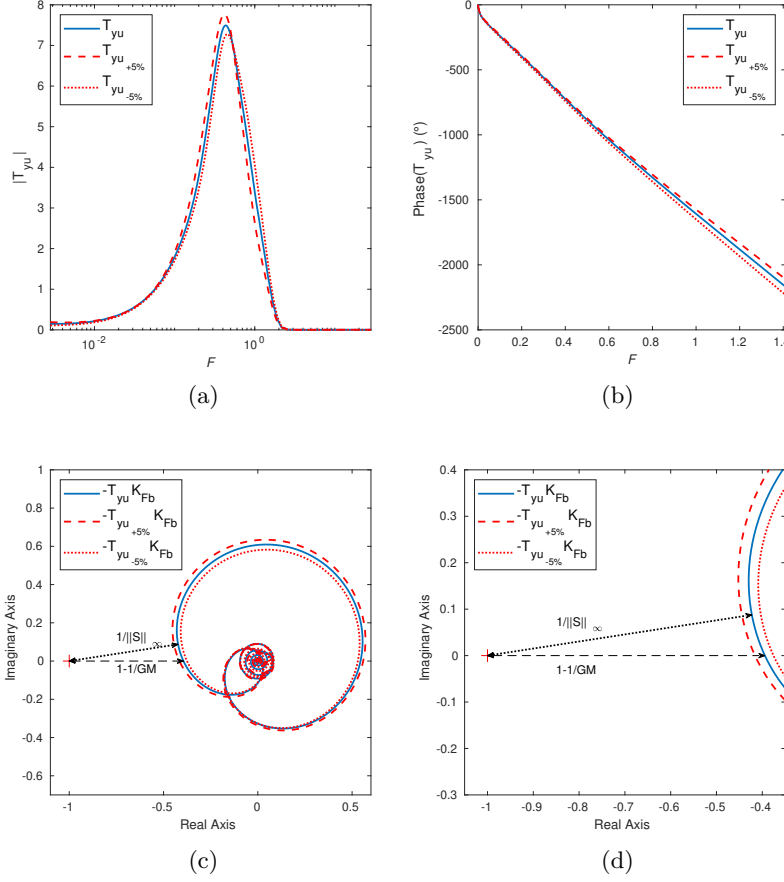 8
7
6
5
4
3
2
1
0
|T_yu|
10^-2
10^0
F
T_yu
T_yu+5%
T_yu-5%
(a)
0
-500
-1000
-1500
-2000
-2500
Phase(T_yu) (°)
0 0.2 0.4 0.6 0.8 1 1.2 1.4
F
T_yu
T_yu+5%
T_yu-5%
(b)
1
0.8
0.6
0.4
0.2
0
-0.2
-0.4
-0.6
Imaginary Axis
-1 -0.5 0 0.5
Real Axis
-T_yu K_Fb
-T_yu+5% K_Fb
-T_yu-5% K_Fb
1/||S||_∞
1-1/GM
(c)
0.4
0.3
0.2
0.1
0
-0.1
-0.2
-0.3
Imaginary Axis
-1 -0.9 -0.8 -0.7 -0.6 -0.5 -0.4
Real Axis
-T_yu K_Fb
-T_yu+5% K_Fb
-T_yu-5% K_Fb
1/||S||_∞
1-1/GM
(d)